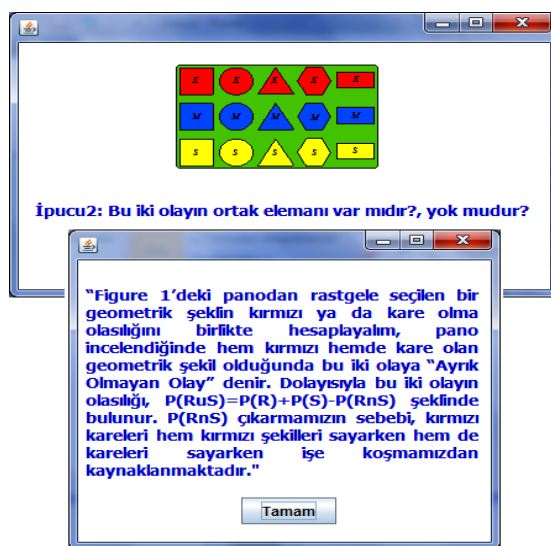 K K K K K
M M M M M
S S S S S
İpucu2: Bu iki olayın ortak elemanı var mıdır?, yok mudur?
"Figure 1'deki panodan rastgele seçilen bir
geometrik şeklin kırmızı ya da kare olma
olasılığını birlikte hesaplayalım, pano
incelendiğinde hem kırmızı hemde kare olan
geometrik şekil olduğunda bu iki olaya "Ayrık
Olmayan Olay" denir. Dolayısıyla bu iki olayın
olasılığı, P(RuS)=P(R)+P(S)-P(RnS) şeklinde
bulunur. P(RnS) çıkarmamızın sebebi, kırmızı
kareleri hem kırmızı şekilleri sayarken hem de
kareleri sayarken işe koşmamızdan
kaynaklanmaktadır."
Tamam